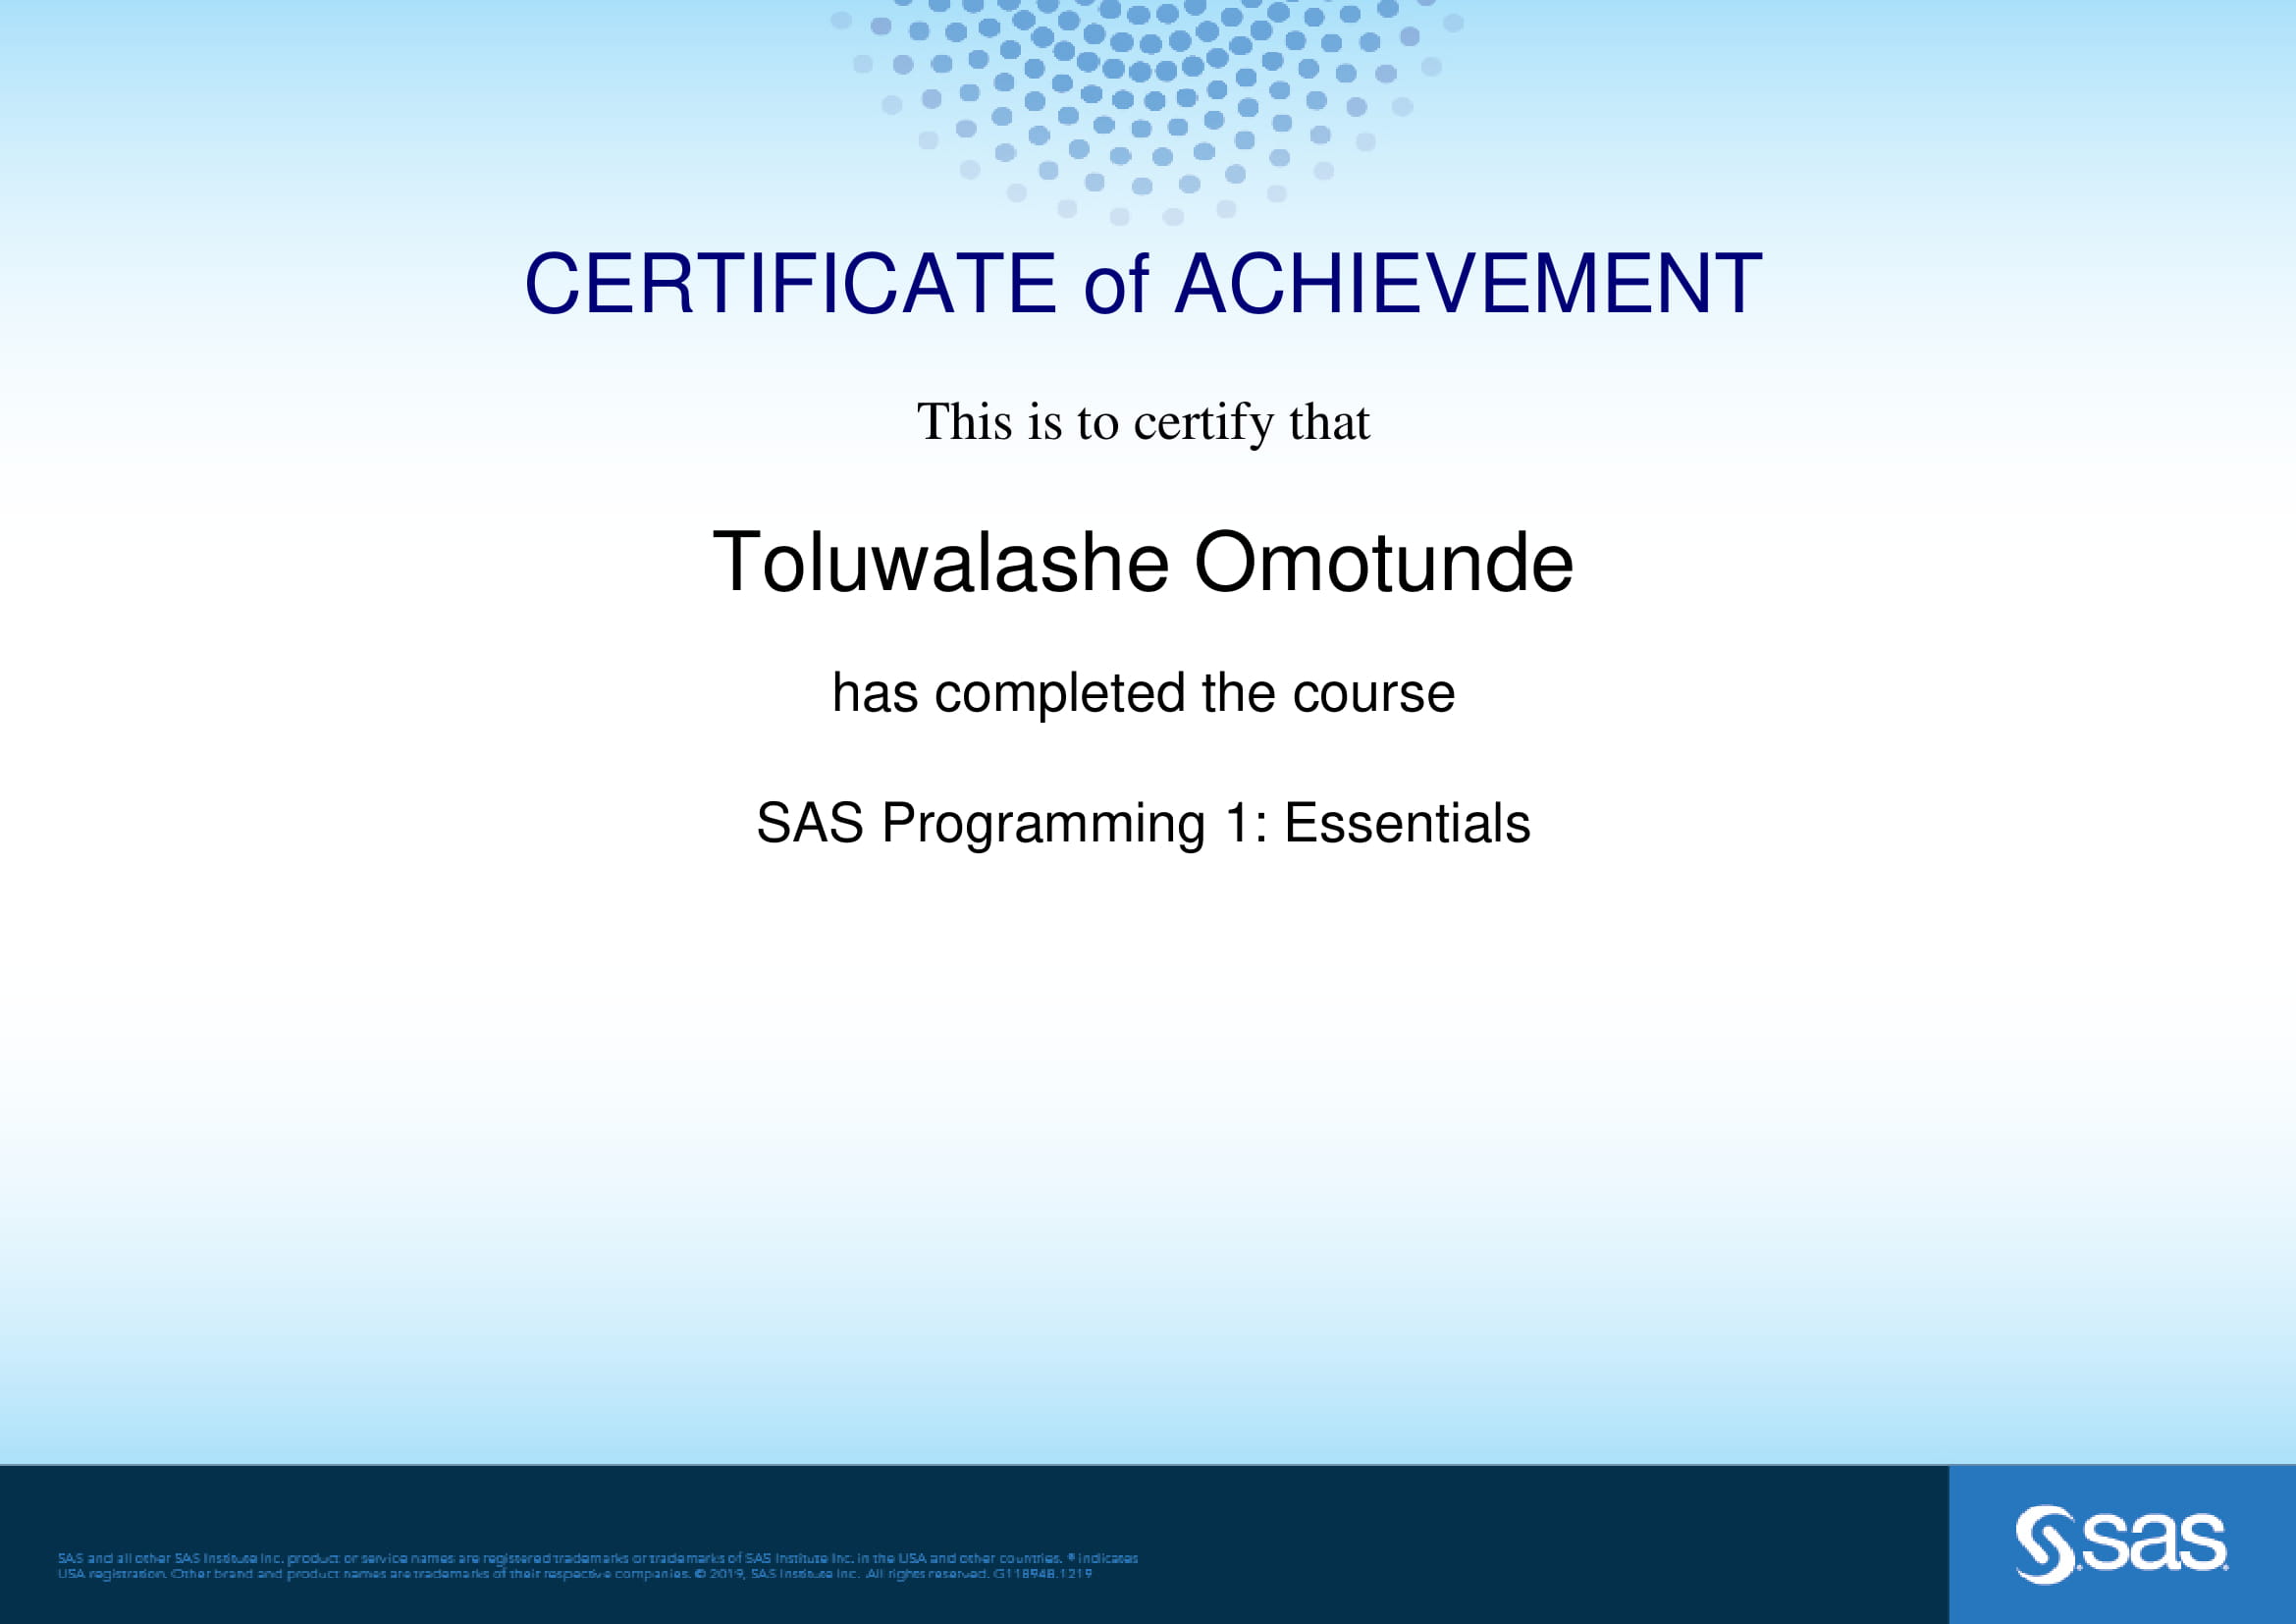 CERTIFICATE of ACHIEVEMENT
This is to certify that
Toluwalashe Omotunde
has completed the course
SAS Programming 1: Essentials
SAS and all other SAS Institute Inc. product or service names are registered trademarks or trademarks of SAS Institute Inc. in the USA and other countries. ® indicates
USA registration. Other brand and product names are trademarks of their respective companies. © 2019, SAS Institute Inc. All rights reserved. G118948.1219
sas